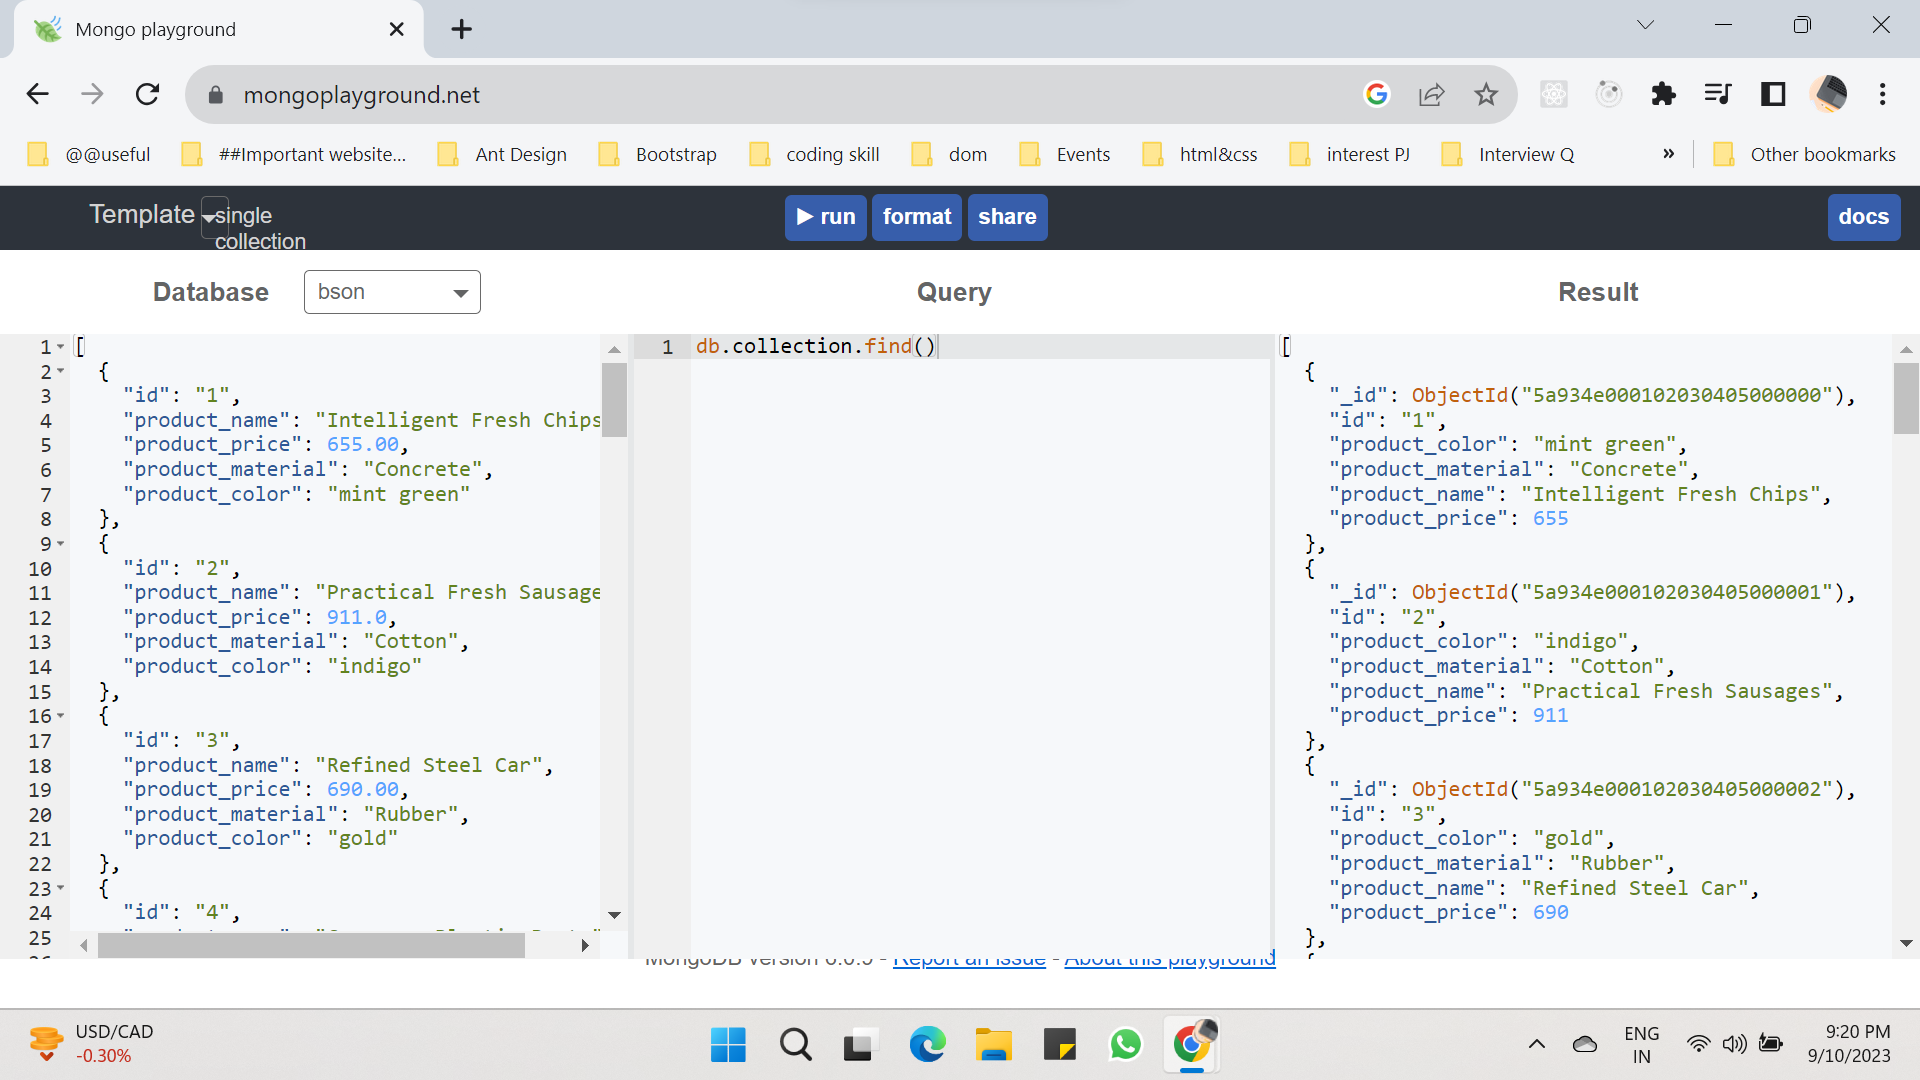 Mongo playground
mongoplayground.net
@@useful
##Important website...
Ant Design
Bootstrap
coding skill
dom
Events
html&css
interest PJ
Interview Q
»
Other bookmarks
Template
single collection
run
format
share
docs
Database
bson
Query
Result
1 [
2 {
3 "id": "1",
4 "product_name": "Intelligent Fresh Chips
5 "product_price": 655.00,
6 "product_material": "Concrete",
7 "product_color": "mint green"
8 },
9 {
10 "id": "2",
11 "product_name": "Practical Fresh Sausage
12 "product_price": 911.0,
13 "product_material": "Cotton",
14 "product_color": "indigo"
15 },
16 {
17 "id": "3",
18 "product_name": "Refined Steel Car",
19 "product_price": 690.00,
20 "product_material": "Rubber",
21 "product_color": "gold"
22 },
23 {
24 "id": "4",
25
1 db.collection.find()
[
{
"_id": ObjectId("5a934e000102030405000000"),
"id": "1",
"product_color": "mint green",
"product_material": "Concrete",
"product_name": "Intelligent Fresh Chips",
"product_price": 655
},
{
"_id": ObjectId("5a934e000102030405000001"),
"id": "2",
"product_color": "indigo",
"product_material": "Cotton",
"product_name": "Practical Fresh Sausages",
"product_price": 911
},
{
"_id": ObjectId("5a934e000102030405000002"),
"id": "3",
"product_color": "gold",
"product_material": "Rubber",
"product_name": "Refined Steel Car",
"product_price": 690
},
{
MongoDB version - Report an issue - About this playground
USD/CAD
-0.30%
ENG
IN
9:20 PM
9/10/2023